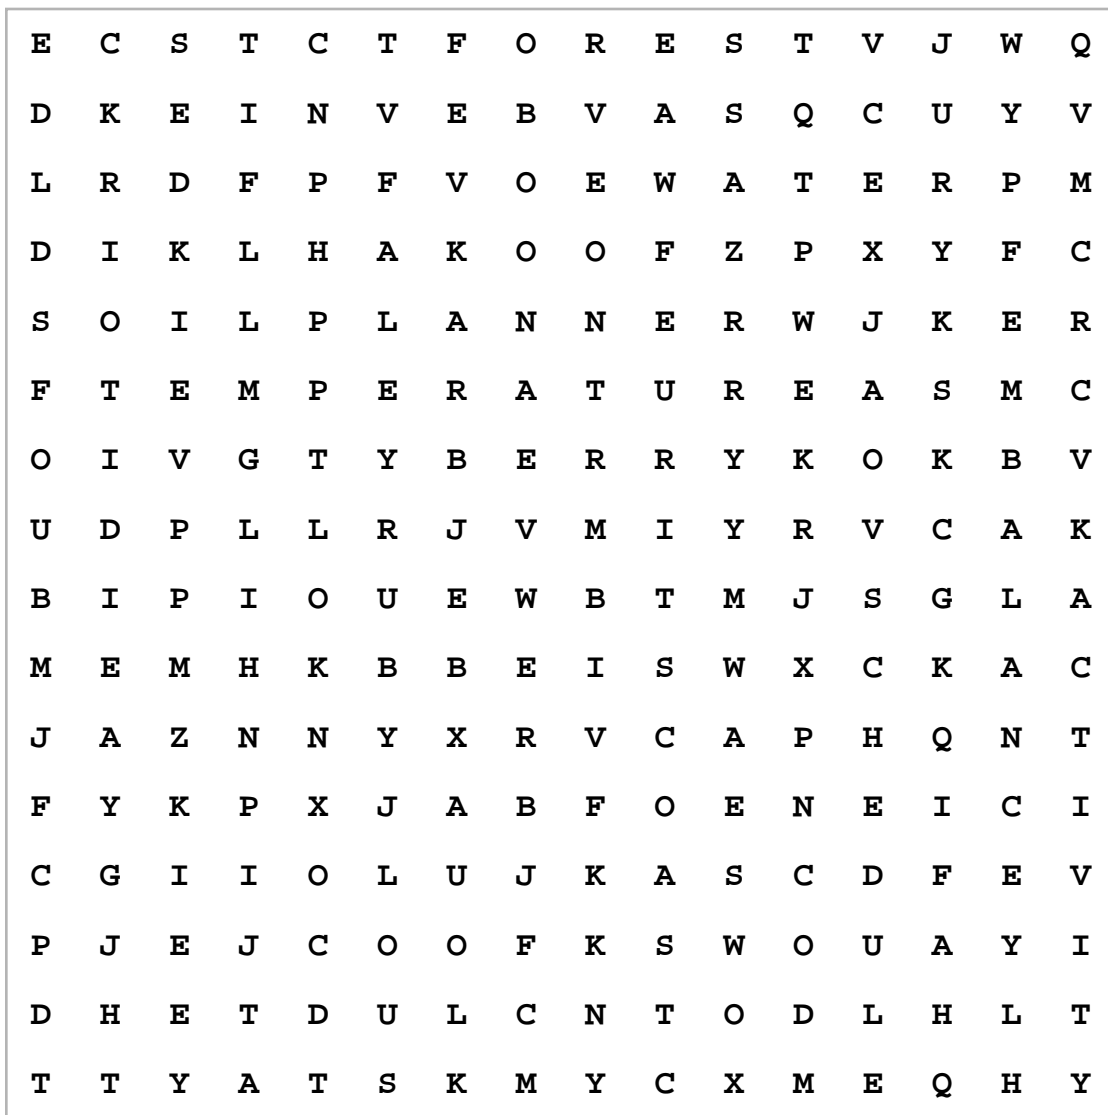 E C S T C T F O R E S T V J W Q
D K E I N V E B V A S Q C U Y V
L R D F P F V O E W A T E R P M
D I K L H A K O O F Z P X Y F C
S O I L P L A N N E R W J K E R
F T E M P E R A T U R E A S M C
O I V G T Y B E R R Y K O K B V
U D P L L R J V M I Y R V C A K
B I P I O U E W B T M J S G L A
M E M H K B B E I S W X C K A C
J A Z N N Y X R V C A P H Q N T
F Y K P X J A B F O E N E I C I
C G I I O L U J K A S C D F E V
P J E J C O O F K S W O U A Y I
D H E T D U L C N T O D L H L T
T T Y A T S K M Y C X M E Q H Y